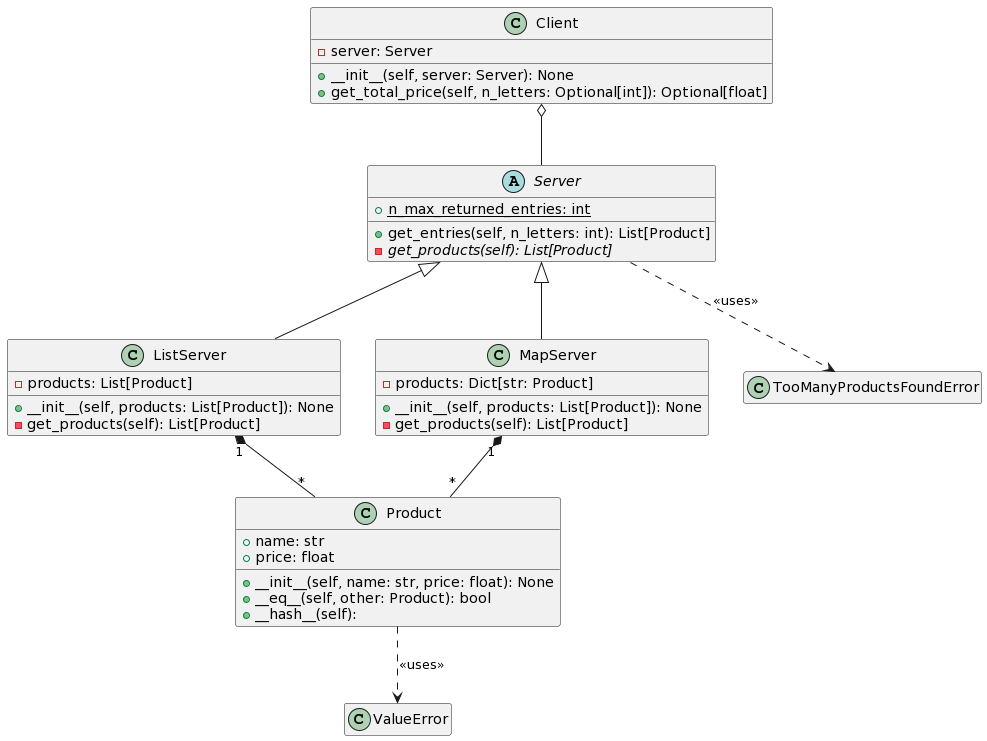 C Client
server: Server
__init__(self, server: Server): None
get_total_price(self, n_letters: Optional[int]): Optional[float]
A Server
n_max_returned_entries: int
get_entries(self, n_letters: int): List[Product]
get_products(self): List[Product]
«uses»
C ListServer
products: List[Product]
__init__(self, products: List[Product]): None
get_products(self): List[Product]
C MapServer
products: Dict[str: Product]
__init__(self, products: List[Product]): None
get_products(self): List[Product]
C TooManyProductsFoundError
1
1
*
*
C Product
name: str
price: float
__init__(self, name: str, price: float): None
__eq__(self, other: Product): bool
__hash__(self):
«uses»
C ValueError